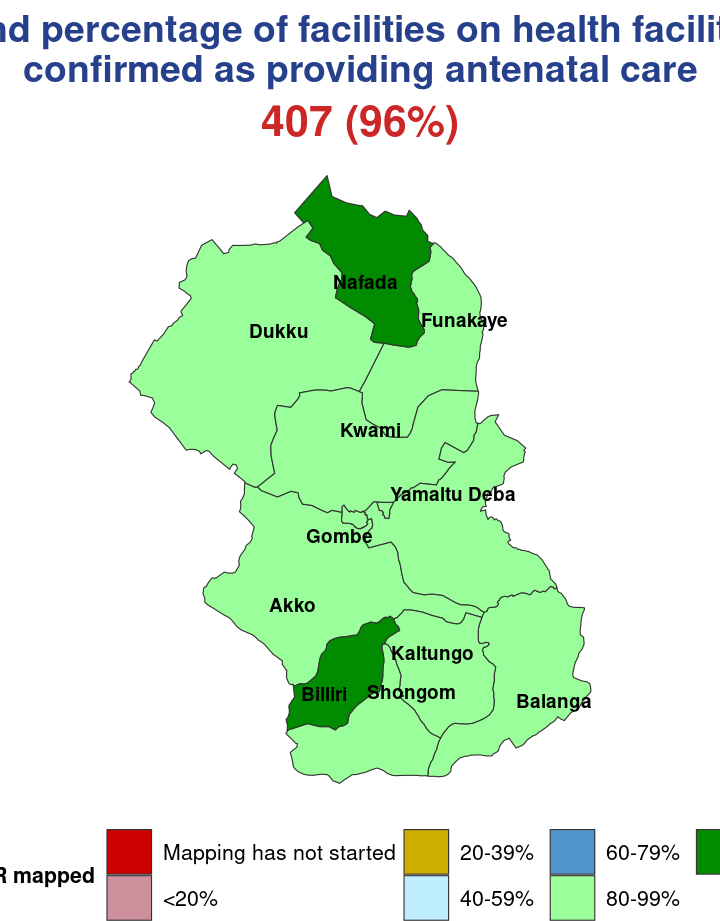 percentage of facilities on health
confirmed as providing antenatal care
407 (96%)
Nafada
Funakaye
Dukku
Kwami
Yamaltu Deba
Gombe
Akko
Kaltungo
Billiri
Shongom
Balanga
Mapping has not started
20-39%
60-79%
mapped
<20%
40-59%
80-99%